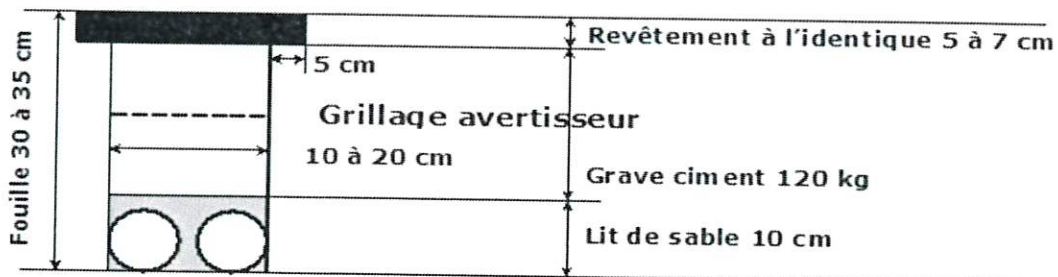 Revêtement à l'identique 5 à 7 cm
5 cm
Fouille 30 à 35 cm
Grillage avertisseur
10 à 20 cm
Grave ciment 120 kg
Lit de sable 10 cm